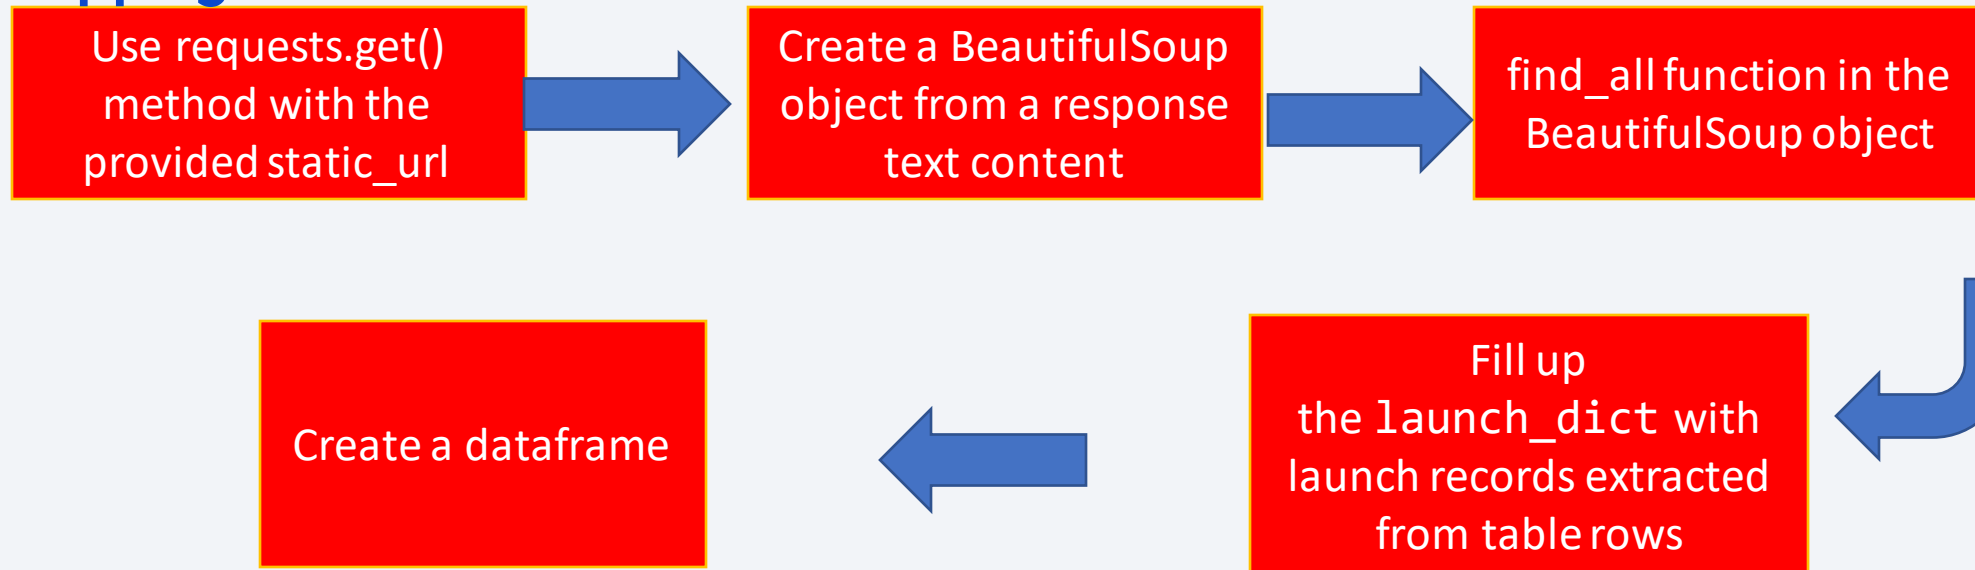 Use requests.get()
method with the
provided static_url
Create a BeautifulSoup
object from a response
text content
find_all function in the
BeautifulSoup object
Fill up
the launch_dict with
launch records extracted
from table rows
Create a dataframe